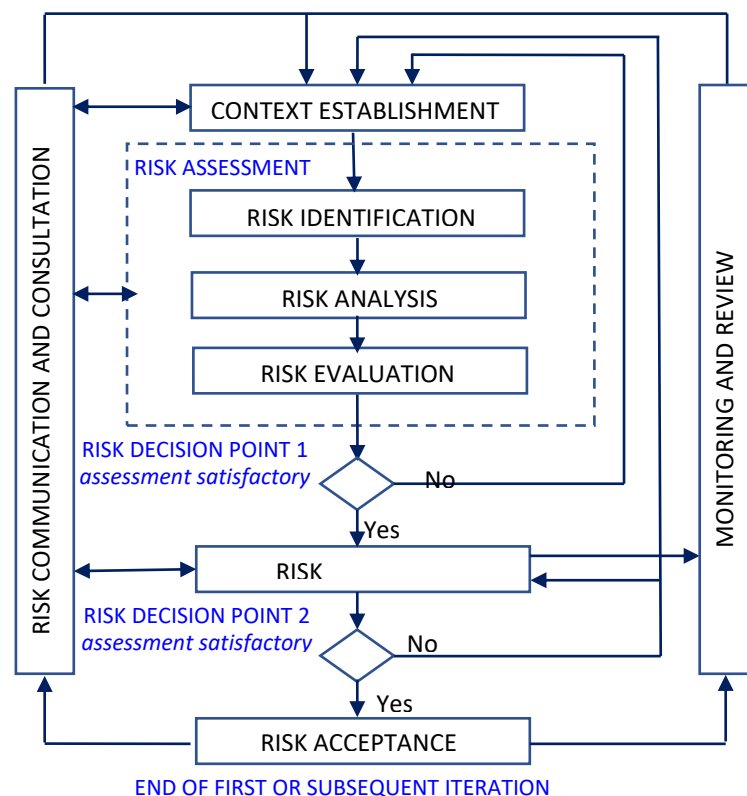 CONTEXT ESTABLISHMENT
RISK ASSESSMENT
RISK IDENTIFICATION
RISK ANALYSIS
RISK EVALUATION
RISK DECISION POINT 1
assessment satisfactory
No
Yes
RISK
RISK DECISION POINT 2
assessment satisfactory
No
Yes
RISK ACCEPTANCE
END OF FIRST OR SUBSEQUENT ITERATION
RISK COMMUNICATION AND CONSULTATION
MONITORING AND REVIEW